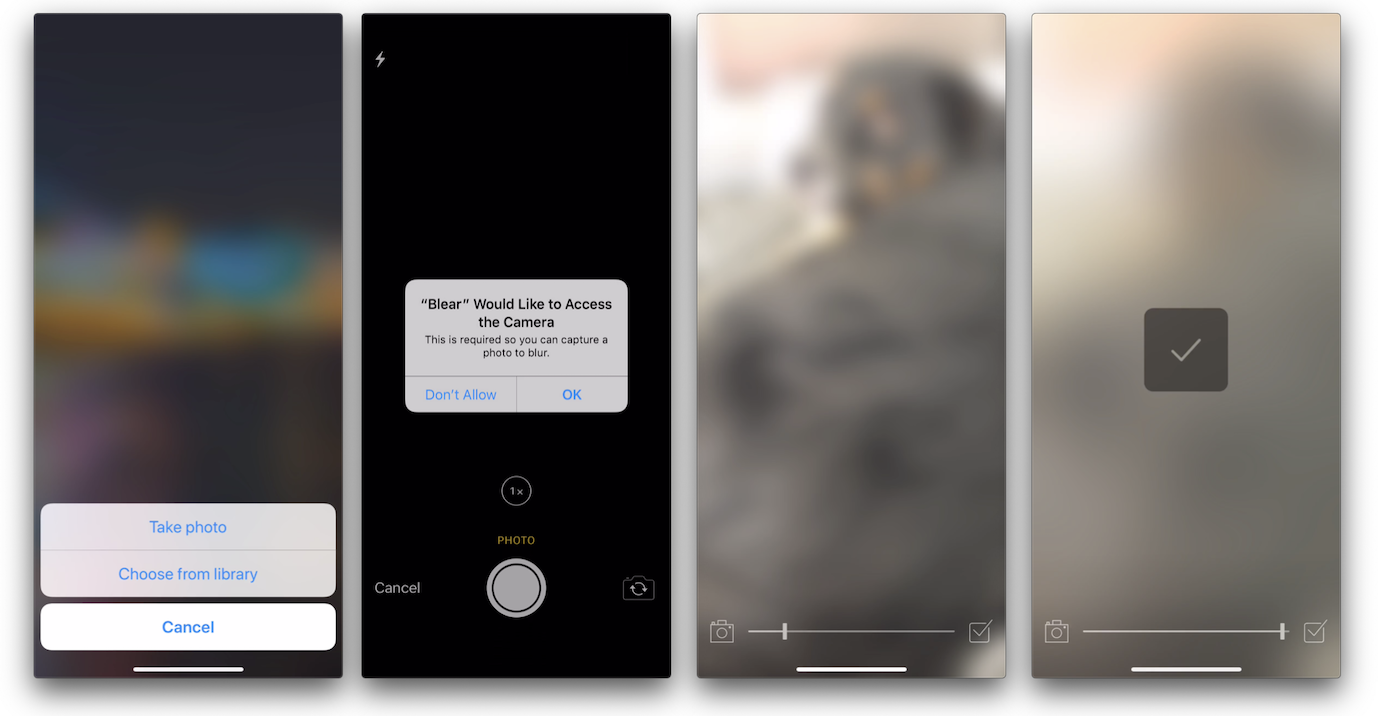 Take photo
Choose from library
Cancel
“Blear” Would Like to Access
the Camera
This is required so you can capture a
photo to blur.
Don’t Allow
OK
1×
PHOTO
Cancel